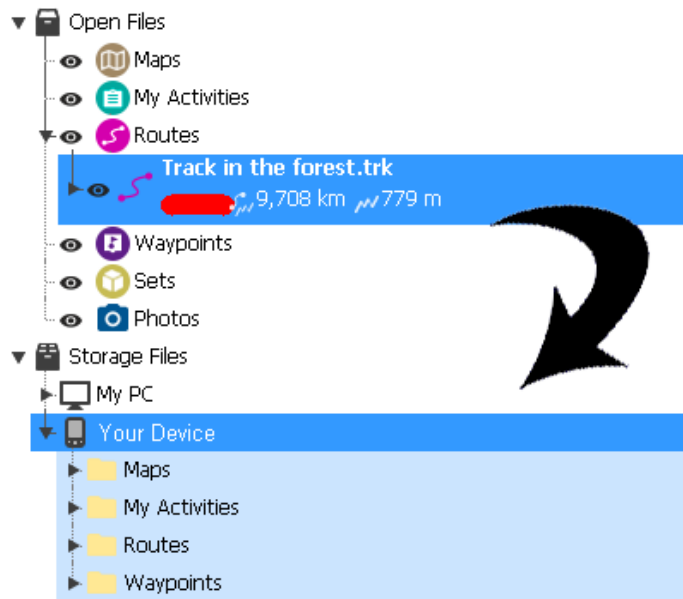 Open Files
Maps
My Activities
Routes
Track in the forest.trk
9,708 km 779 m
Waypoints
Sets
Photos
Storage Files
My PC
Your Device
Maps
My Activities
Routes
Waypoints